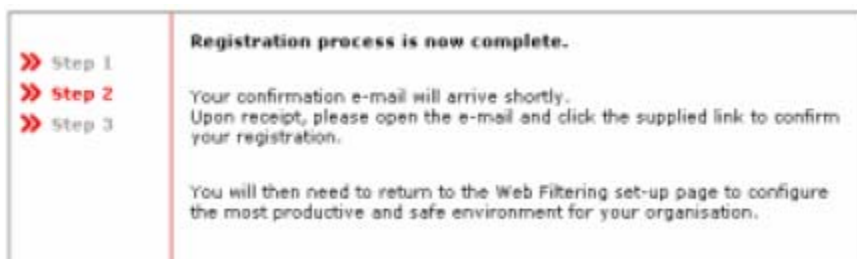 Step 1
Step 2
Step 3
Registration process is now complete.
Your confirmation e-mail will arrive shortly.
Upon receipt, please open the e-mail and click the supplied link to confirm
your registration.
You will then need to return to the Web Filtering set-up page to configure
the most productive and safe environment for your organisation.